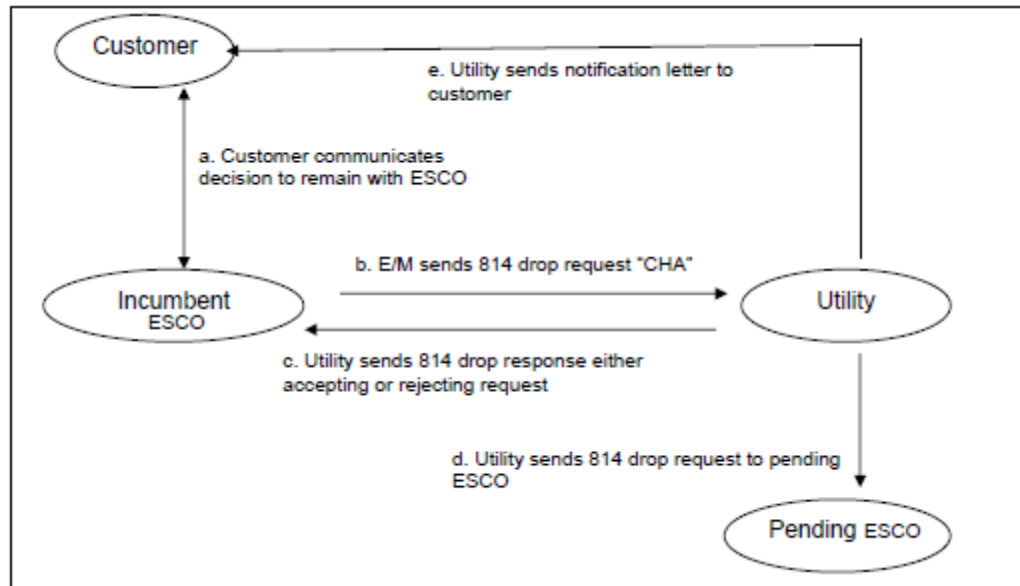 Customer
e. Utility sends notification letter to
customer
a. Customer communicates
decision to remain with ESCO
b. E/M sends 814 drop request "CHA"
Incumbent
ESCO
Utility
c. Utility sends 814 drop response either
accepting or rejecting request
d. Utility sends 814 drop request to pending
ESCO
Pending ESCO